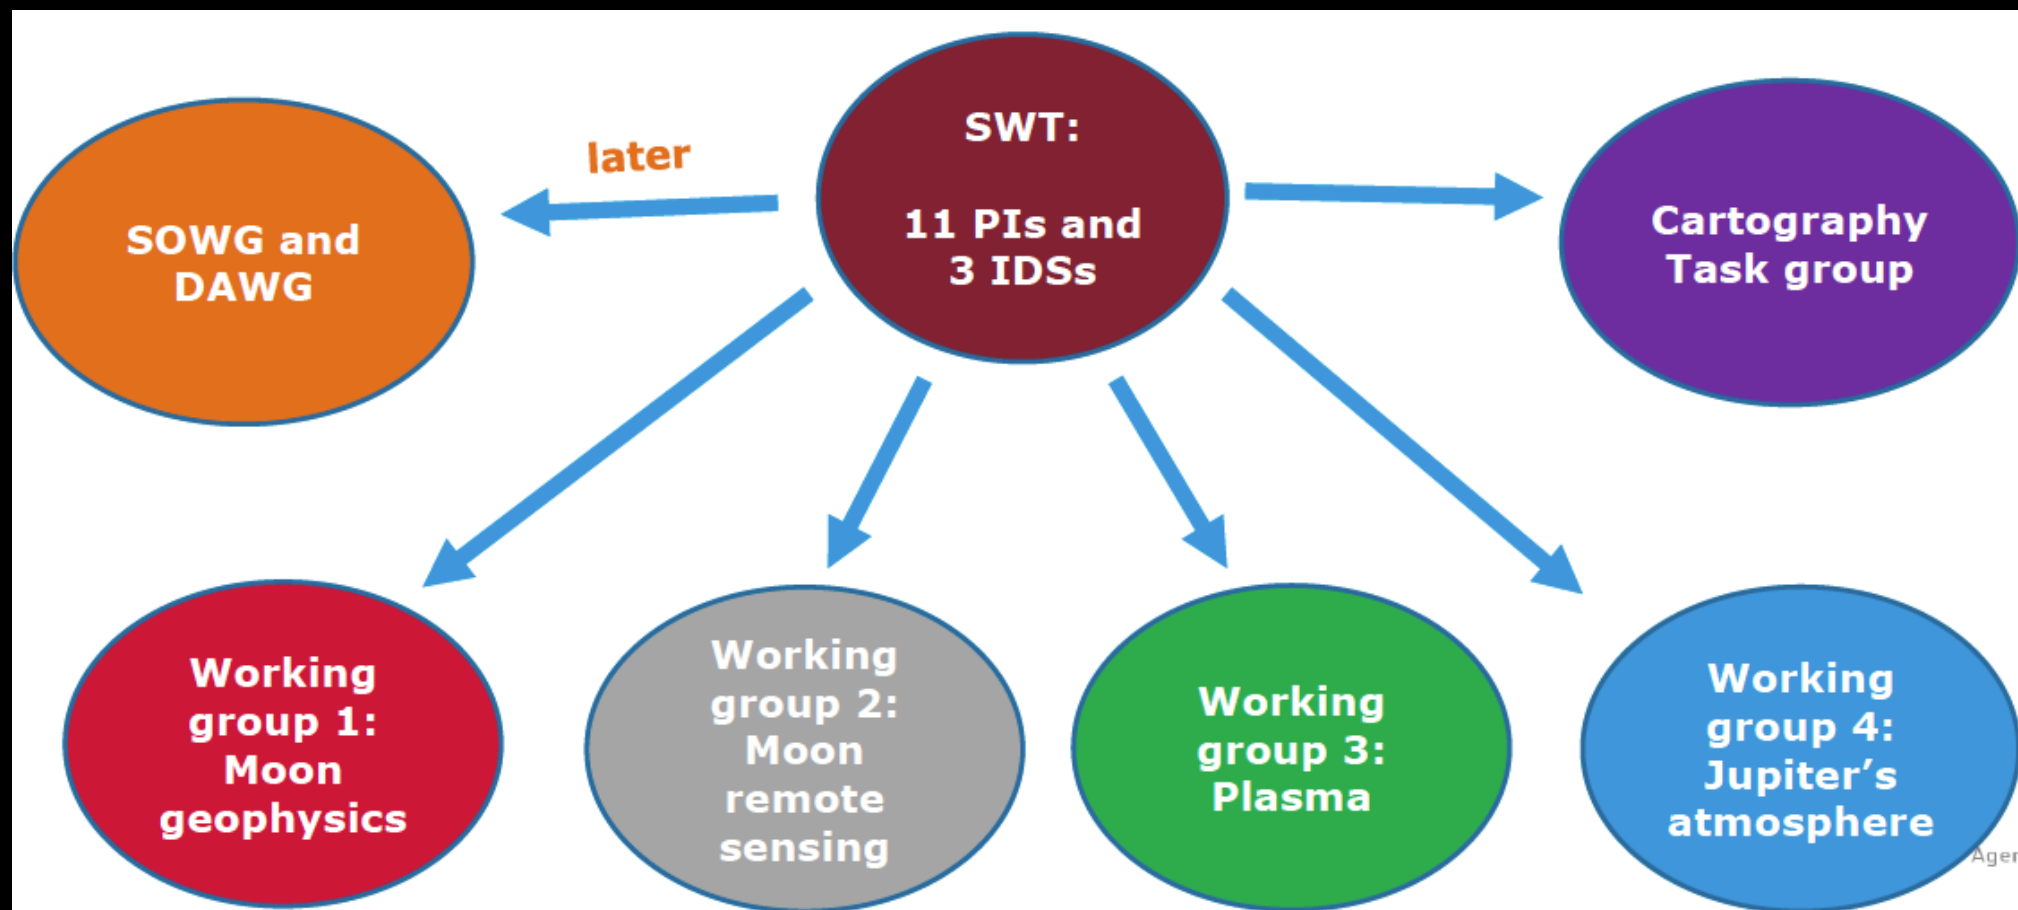 SWT:
11 PIs and
3 IDSs
later
SOWG and
DAWG
Cartography
Task group
Working
group 1:
Moon
geophysics
Working
group 2:
Moon
remote
sensing
Working
group 3:
Plasma
Working
group 4:
Jupiter’s
atmosphere